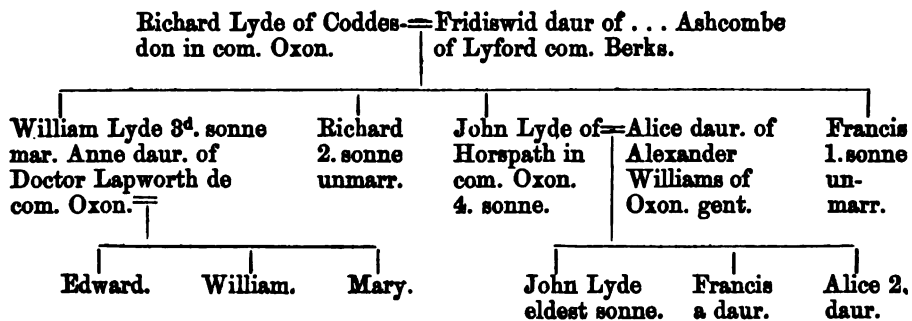 Richard Lyde of Coddes-
don in com. Oxon.
Fridiswid daur of ... Ashcombe
of Lyford com. Berks.
William Lyde 3d. sonne
mar. Anne daur. of
Doctor Lapworth de
com. Oxon.
Richard
2. sonne
unmarr.
John Lyde of
Horspath in
com. Oxon.
4. sonne.
Alice daur. of
Alexander
Williams of
Oxon. gent.
Francis
1. sonne
un-
marr.
Edward.
William.
Mary.
John Lyde
eldest sonne.
Francis
a daur.
Alice 2.
daur.